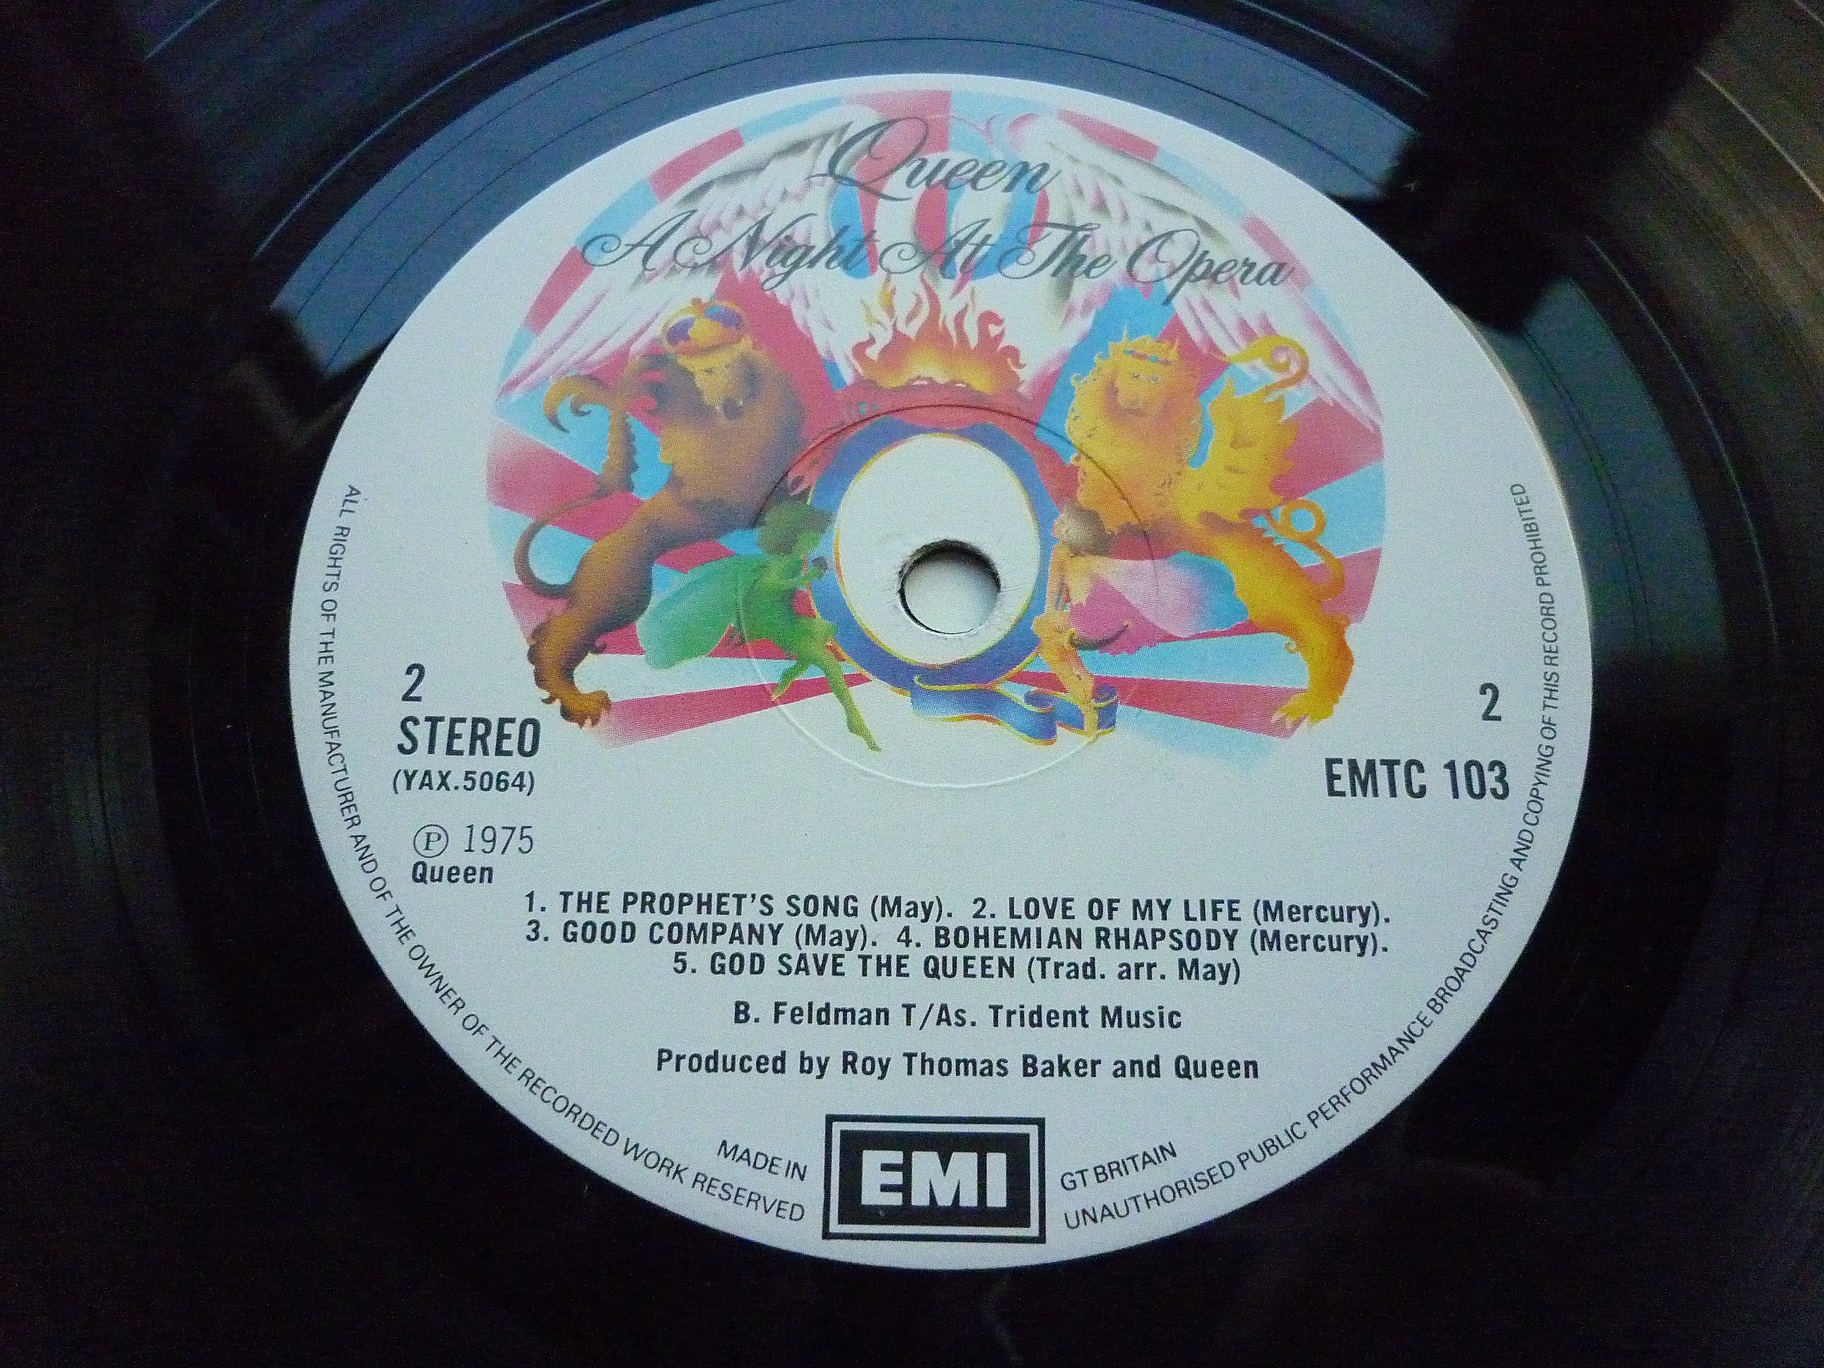 Queen
A Night At The Opera
2
STEREO
(YAX.5064)
Ⓟ 1975
Queen
2
EMTC 103
1. THE PROPHET'S SONG (May). 2. LOVE OF MY LIFE (Mercury).
3. GOOD COMPANY (May). 4. BOHEMIAN RHAPSODY (Mercury).
5. GOD SAVE THE QUEEN (Trad. arr. May)
B. Feldman T/As. Trident Music
Produced by Roy Thomas Baker and Queen
MADE IN
EMI
GT BRITAIN
ALL RIGHTS OF THE MANUFACTURER AND OF THE OWNER OF THE RECORDED WORK RESERVED
UNAUTHORISED PUBLIC PERFORMANCE BROADCASTING AND COPYING OF THIS RECORD PROHIBITED